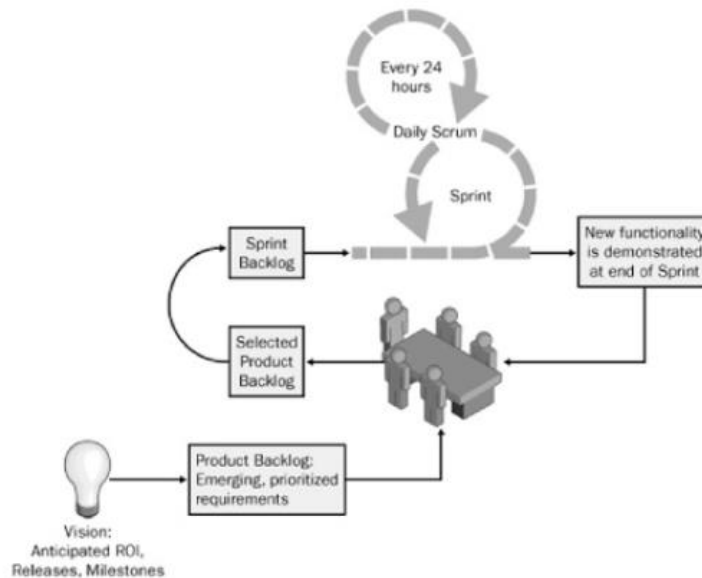 Every 24
hours
Daily Scrum
Sprint
Sprint
Backlog
New functionality
is demonstrated
at end of Sprint
Selected
Product
Backlog
Product Backlog:
Emerging, prioritized
requirements
Vision:
Anticipated ROI,
Releases, Milestones